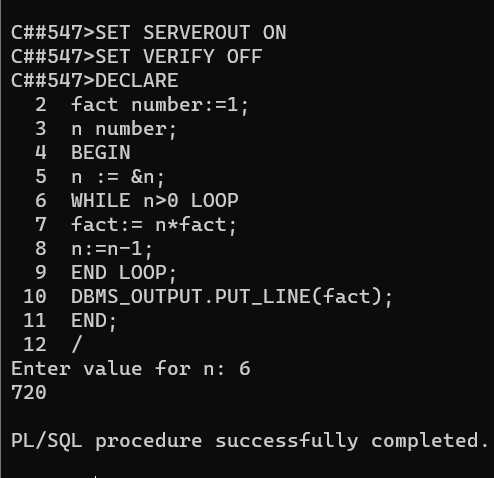 C##547>SET SERVEROUT ON
C##547>SET VERIFY OFF
C##547>DECLARE
  2  fact number:=1;
  3  n number;
  4  BEGIN
  5  n := &n;
  6  WHILE n>0 LOOP
  7  fact:= n*fact;
  8  n:=n-1;
  9  END LOOP;
 10  DBMS_OUTPUT.PUT_LINE(fact);
 11  END;
 12  /
Enter value for n: 6
720

PL/SQL procedure successfully completed.